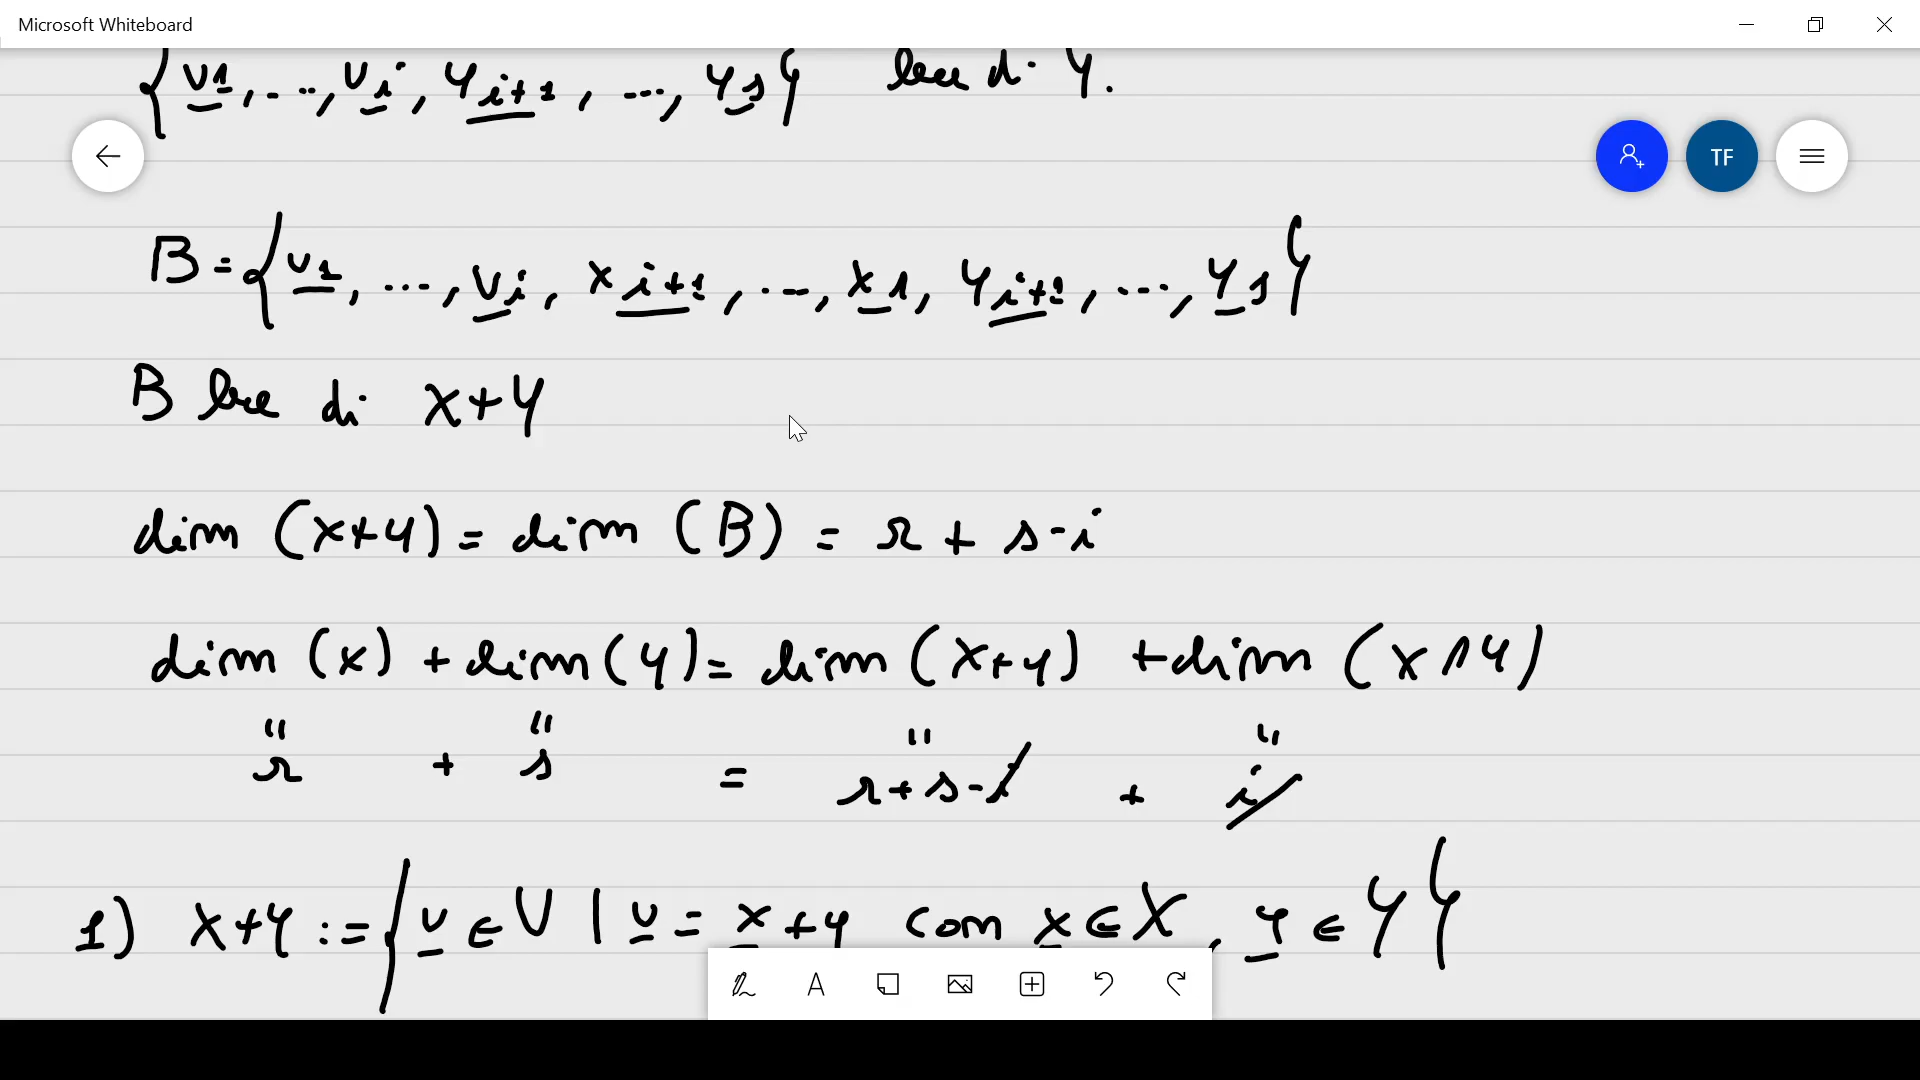 Microsoft Whiteboard
{v1, ..., vi, yi+1, ..., ys} base di Y.
TF
B = {v1, ..., vi, xi+1, ..., xr, yi+1, ..., ys}
B base di X+Y
dim (X+Y) = dim (B) = r + s - i
dim (X) + dim (Y) = dim (X+Y) + dim (X∩Y)
" " " "
r + s = r + s - i + i
1) X+Y := {v ∈ V | v = x + y con x ∈ X, y ∈ Y}